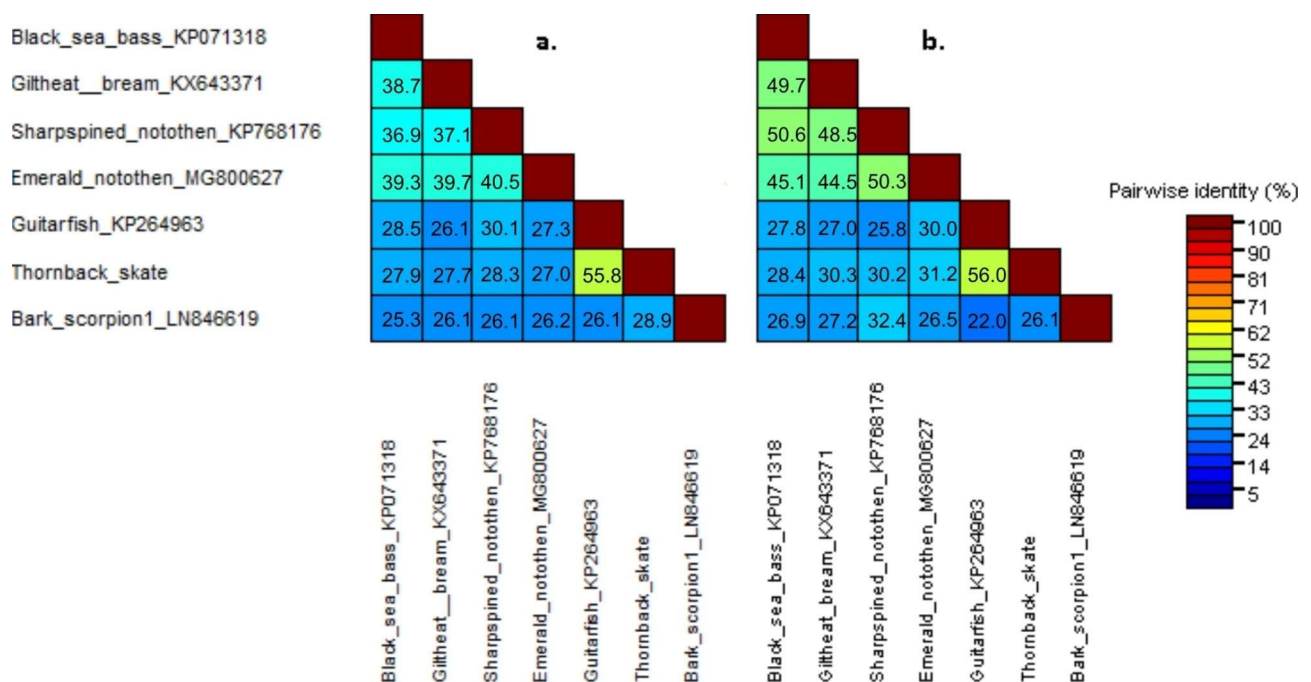 Black_sea_bass_KP071318
a.
b.
Giltheat__bream_KX643371
38.7
49.7
Sharpspined_notothen_KP768176
36.9 37.1
50.6 48.5
Emerald_notothen_MG800627
39.3 39.7 40.5
45.1 44.5 50.3
Guitarfish_KP264963
28.5 26.1 30.1 27.3
27.8 27.0 25.8 30.0
Thornback_skate
27.9 27.7 28.3 27.0 55.8
28.4 30.3 30.2 31.2 56.0
Bark_scorpion1_LN846619
25.3 26.1 26.1 26.2 26.1 28.9
26.9 27.2 32.4 26.5 22.0 26.1
Pairwise identity (%)
100
90
81
71
62
52
43
33
24
14
5
Black_sea_bass_KP071318
Giltheat__bream_KX643371
Sharpspined_notothen_KP768176
Emerald_notothen_MG800627
Guitarfish_KP264963
Thornback_skate
Bark_scorpion1_LN846619
Black_sea_bass_KP071318
Giltheat_bream_KX643371
Sharpspined_notothen_KP768176
Emerald_notothen_MG800627
Guitarfish_KP264963
Thornback_skate
Bark_scorpion1_LN846619